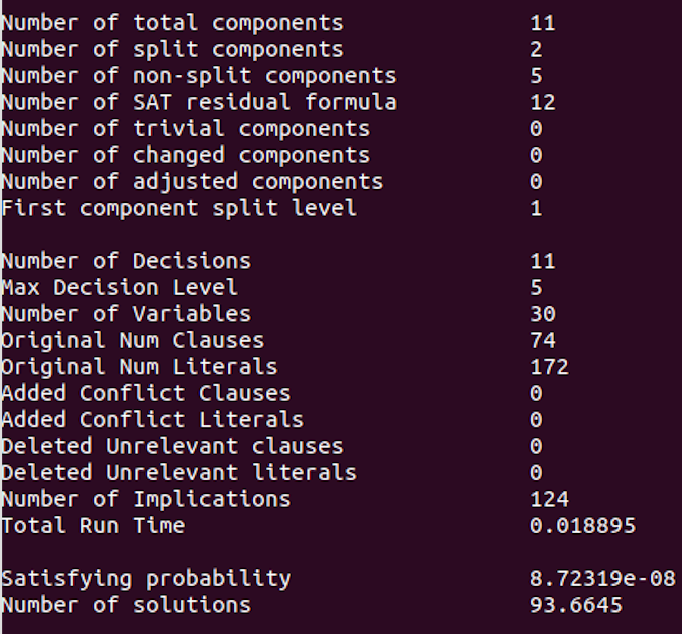 Number of total components 11
Number of split components 2
Number of non-split components 5
Number of SAT residual formula 12
Number of trivial components 0
Number of changed components 0
Number of adjusted components 0
First component split level 1
Number of Decisions 11
Max Decision Level 5
Number of Variables 30
Original Num Clauses 74
Original Num Literals 172
Added Conflict Clauses 0
Added Conflict Literals 0
Deleted Unrelevant clauses 0
Deleted Unrelevant literals 0
Number of Implications 124
Total Run Time 0.018895
Satisfying probability 8.72319e-08
Number of solutions 93.6645